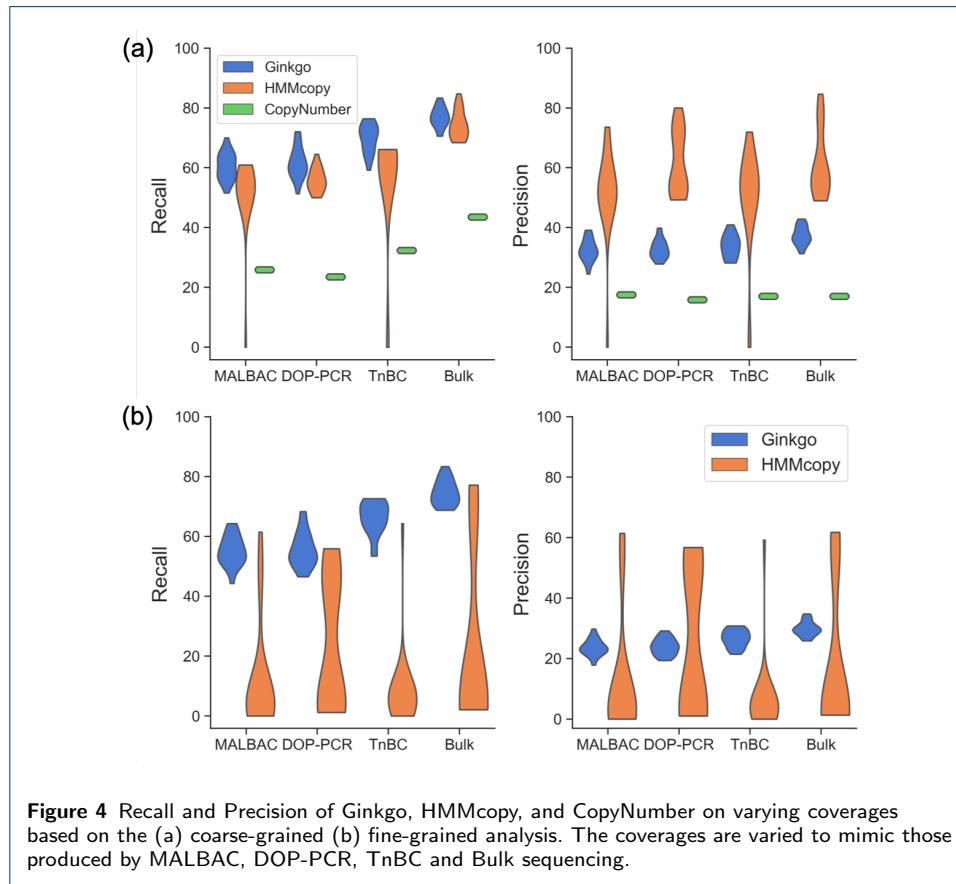 (a)
100
80
60
40
20
0
Recall
Ginkgo
HMMcopy
CopyNumber
MALBAC DOP-PCR TnBC Bulk
100
80
60
40
20
0
Precision
MALBAC DOP-PCR TnBC Bulk
(b)
100
80
60
40
20
0
Recall
MALBAC DOP-PCR TnBC Bulk
100
80
60
40
20
0
Precision
Ginkgo
HMMcopy
MALBAC DOP-PCR TnBC Bulk
Figure 4 Recall and Precision of Ginkgo, HMMcopy, and CopyNumber on varying coverages
based on the (a) coarse-grained (b) fine-grained analysis. The coverages are varied to mimic those
produced by MALBAC, DOP-PCR, TnBC and Bulk sequencing.